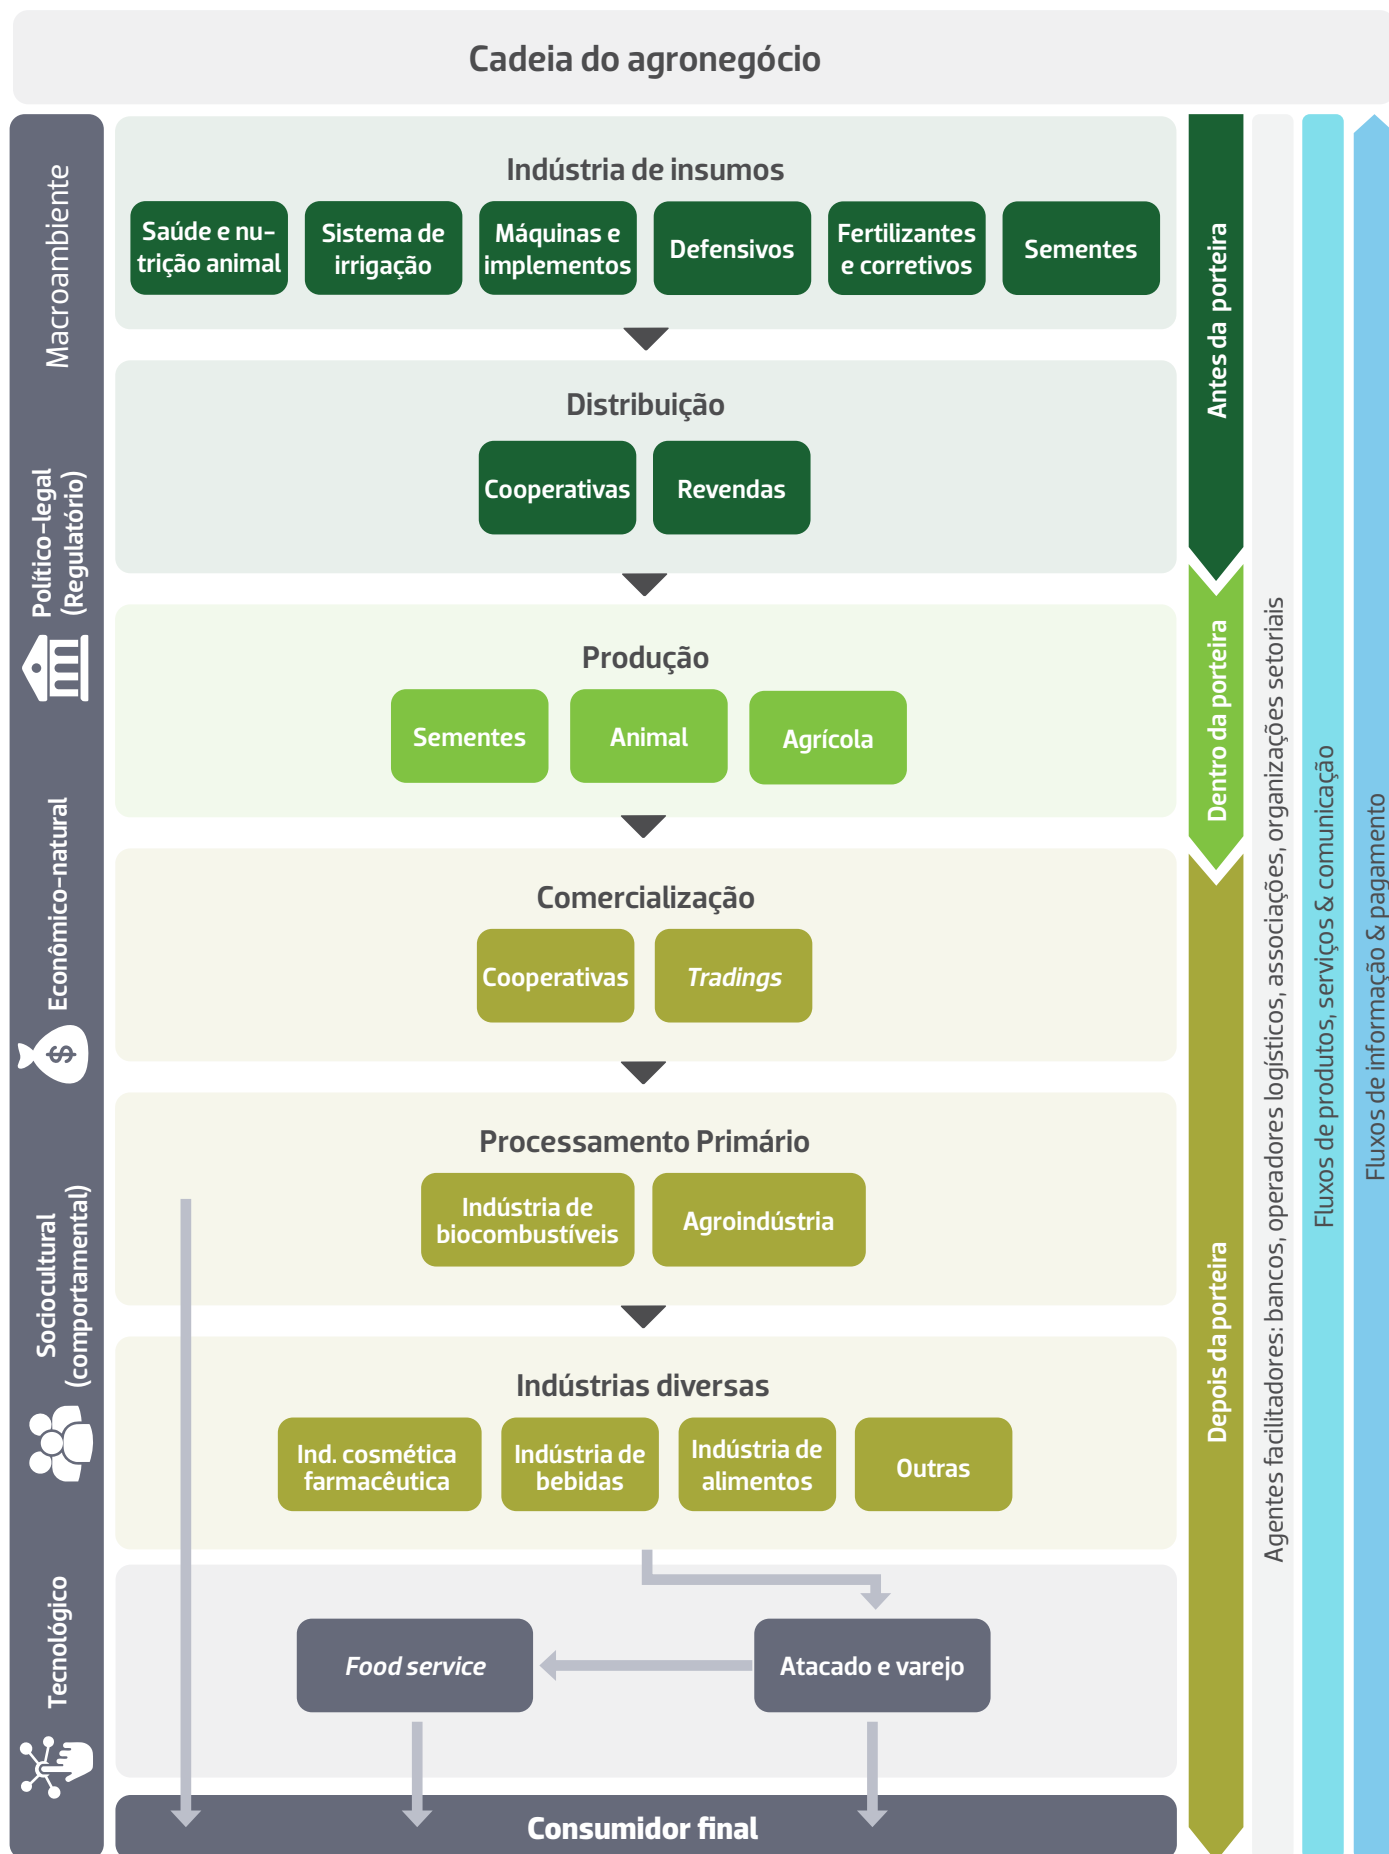 Cadeia do agronegócio
Macroambiente
Político-legal
(Regulatório)
Econômico-natural
Sociocultural
(comportamental)
Tecnológico
Indústria de insumos
Saúde e nu-
trição animal
Sistema de
irrigação
Máquinas e
implementos
Defensivos
Fertilizantes
e corretivos
Sementes
Distribuição
Cooperativas
Revendas
Produção
Sementes
Animal
Agrícola
Comercialização
Cooperativas
Tradings
Processamento Primário
Indústria de
biocombustíveis
Agroindústria
Indústrias diversas
Ind. cosmética
farmacêutica
Indústria de
bebidas
Indústria de
alimentos
Outras
Food service
Atacado e varejo
Consumidor final
Antes da porteira
Dentro da porteira
Depois da porteira
Agentes facilitadores: bancos, operadores logísticos, associações, organizações setoriais
Fluxos de produtos, serviços & comunicação
Fluxos de informação & pagamento